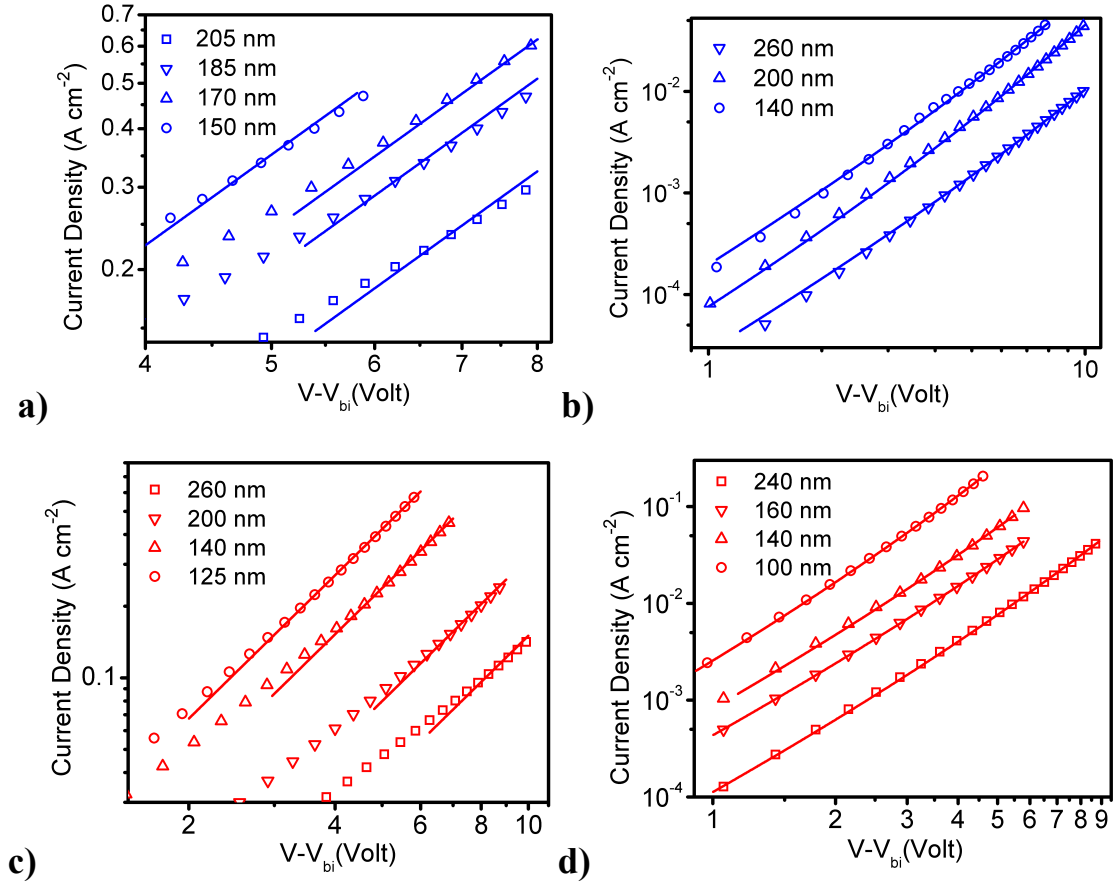 0.7
0.6
0.5
0.4
0.3
0.2
205 nm
185 nm
170 nm
150 nm
4 5 6 7 8
Current Density (A cm⁻²)
V-V_bi(Volt)
a)
10⁻²
10⁻³
10⁻⁴
260 nm
200 nm
140 nm
1 10
Current Density (A cm⁻²)
V-V_bi(Volt)
b)
0.1
260 nm
200 nm
140 nm
125 nm
2 4 6 8 10
Current Density (A cm⁻²)
V-V_bi(Volt)
c)
10⁻¹
10⁻²
10⁻³
10⁻⁴
240 nm
160 nm
140 nm
100 nm
1 2 3 4 5 6 7 8 9
Current Density (A cm⁻²)
V-V_bi(Volt)
d)